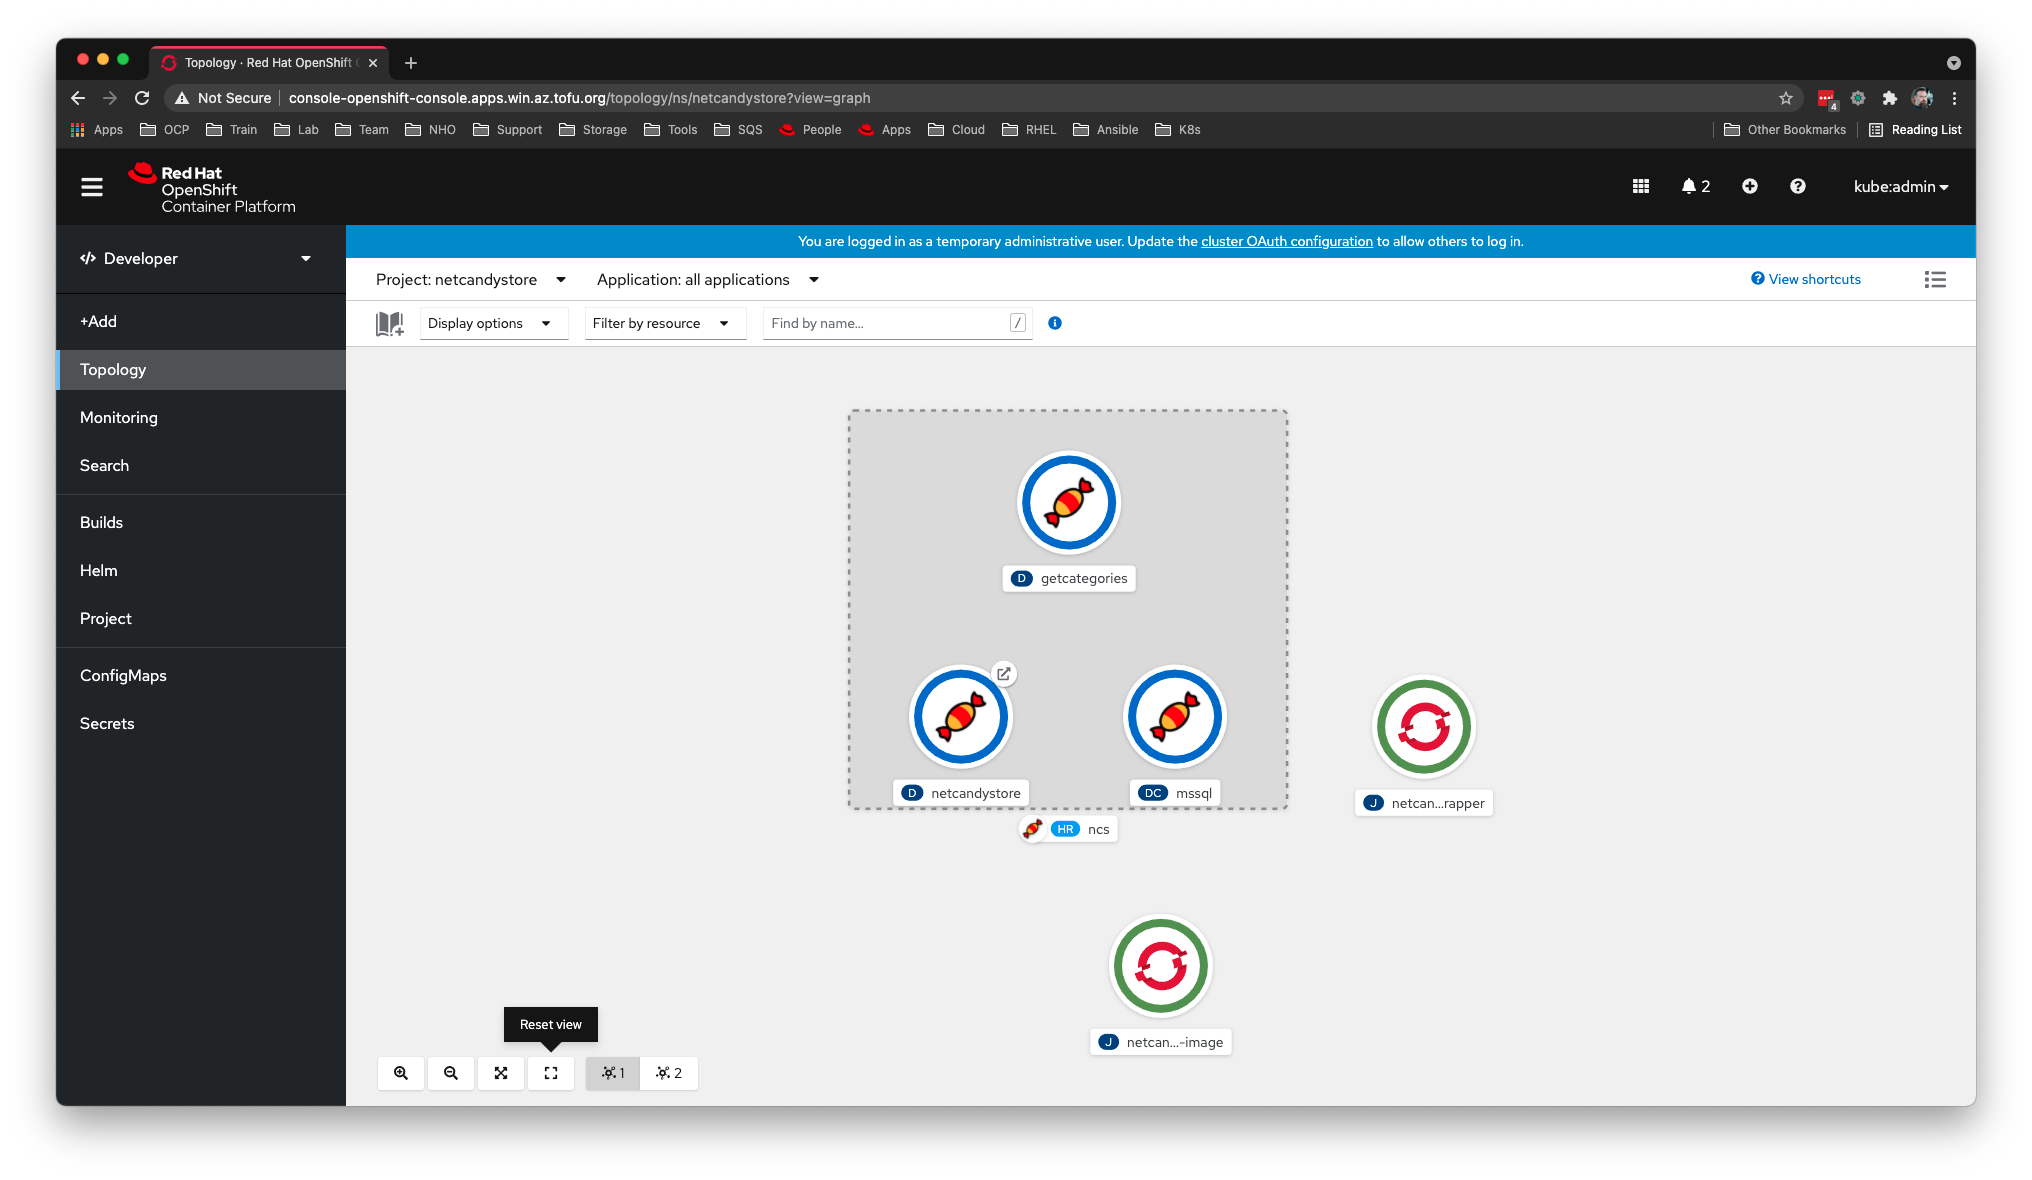 Topology · Red Hat OpenShift
Not Secure console-openshift-console.apps.win.az.tofu.org/topology/ns/netcandystore?view=graph
4
Apps OCP Train Lab Team NHO Support Storage Tools SQS People Apps Cloud RHEL Ansible K8s Other Bookmarks Reading List
Red Hat
OpenShift
Container Platform
2
kube:admin
Developer
You are logged in as a temporary administrative user. Update the cluster OAuth configuration to allow others to log in.
Project: netcandystore Application: all applications View shortcuts
+Add
Display options Filter by resource Find by name... /
Topology
Monitoring
Search
Builds
Helm
Project
ConfigMaps
Secrets
D getcategories
D netcandystore
DC mssql
J netcan...rapper
HR ncs
J netcan...-image
Reset view
1 2